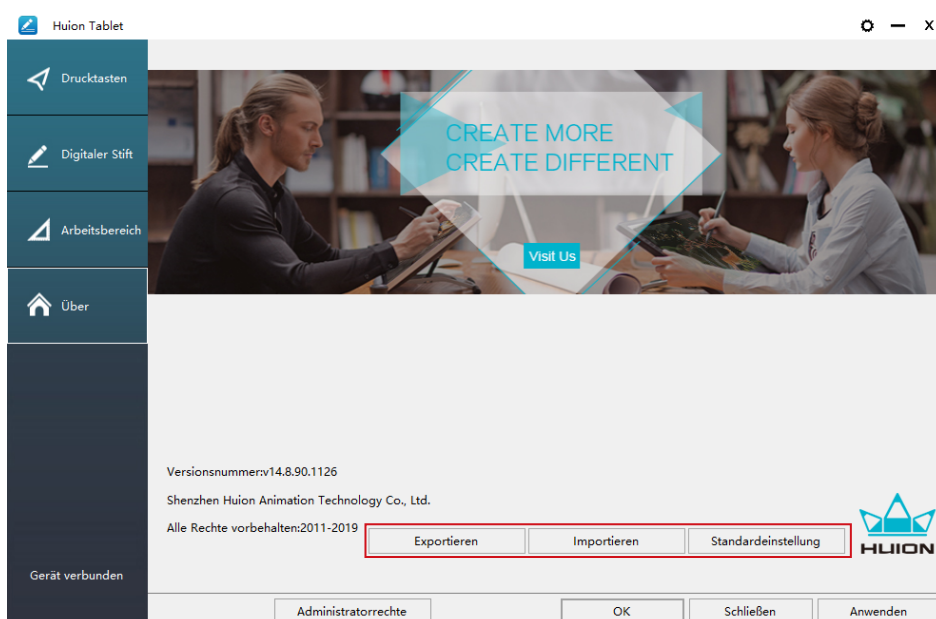 Huion Tablet
Drucktasten
Digitaler Stift
Arbeitsbereich
Über
CREATE MORE
CREATE DIFFERENT
Visit Us
Versionsnummer:v14.8.90.1126
Shenzhen Huion Animation Technology Co., Ltd.
Alle Rechte vorbehalten:2011-2019
Exportieren Importieren Standardeinstellung
HUION
Gerät verbunden
Administratorrechte OK Schließen Anwenden